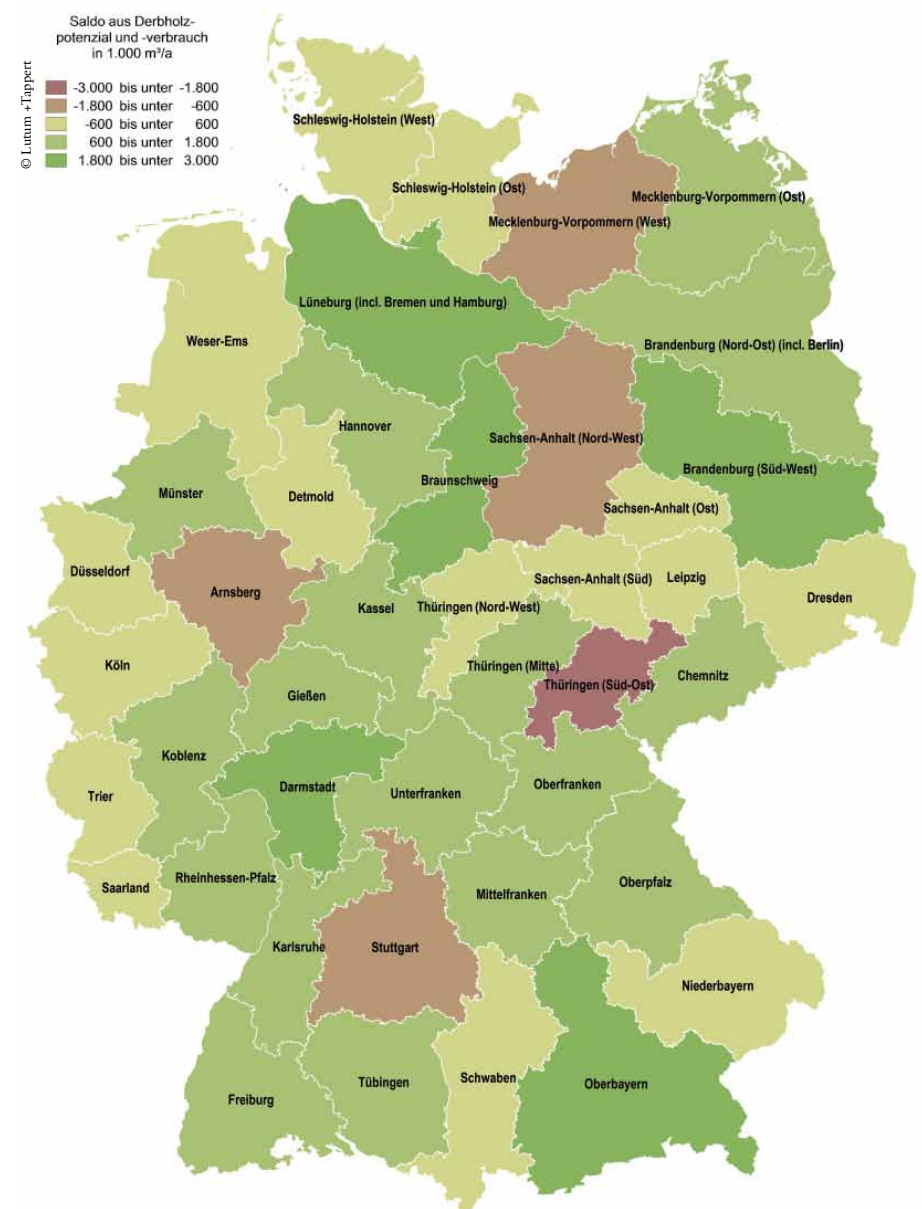 Saldo aus Derbholz-
potenzial und -verbrauch
in 1.000 m³/a
-3.000 bis unter -1.800
-1.800 bis unter -600
-600 bis unter 600
600 bis unter 1.800
1.800 bis unter 3.000
© Lutum +Tappert
Schleswig-Holstein (West)
Schleswig-Holstein (Ost)
Mecklenburg-Vorpommern (Ost)
Mecklenburg-Vorpommern (West)
Lüneburg (incl. Bremen und Hamburg)
Weser-Ems
Brandenburg (Nord-Ost) (incl. Berlin)
Hannover
Sachsen-Anhalt (Nord-West)
Braunschweig
Brandenburg (Süd-West)
Münster
Detmold
Sachsen-Anhalt (Ost)
Düsseldorf
Arnsberg
Kassel
Thüringen (Nord-West)
Sachsen-Anhalt (Süd)
Leipzig
Dresden
Köln
Thüringen (Mitte)
Thüringen (Süd-Ost)
Chemnitz
Gießen
Koblenz
Darmstadt
Unterfranken
Oberfranken
Trier
Saarland
Rheinhessen-Pfalz
Mittelfranken
Oberpfalz
Karlsruhe
Stuttgart
Niederbayern
Freiburg
Tübingen
Schwaben
Oberbayern